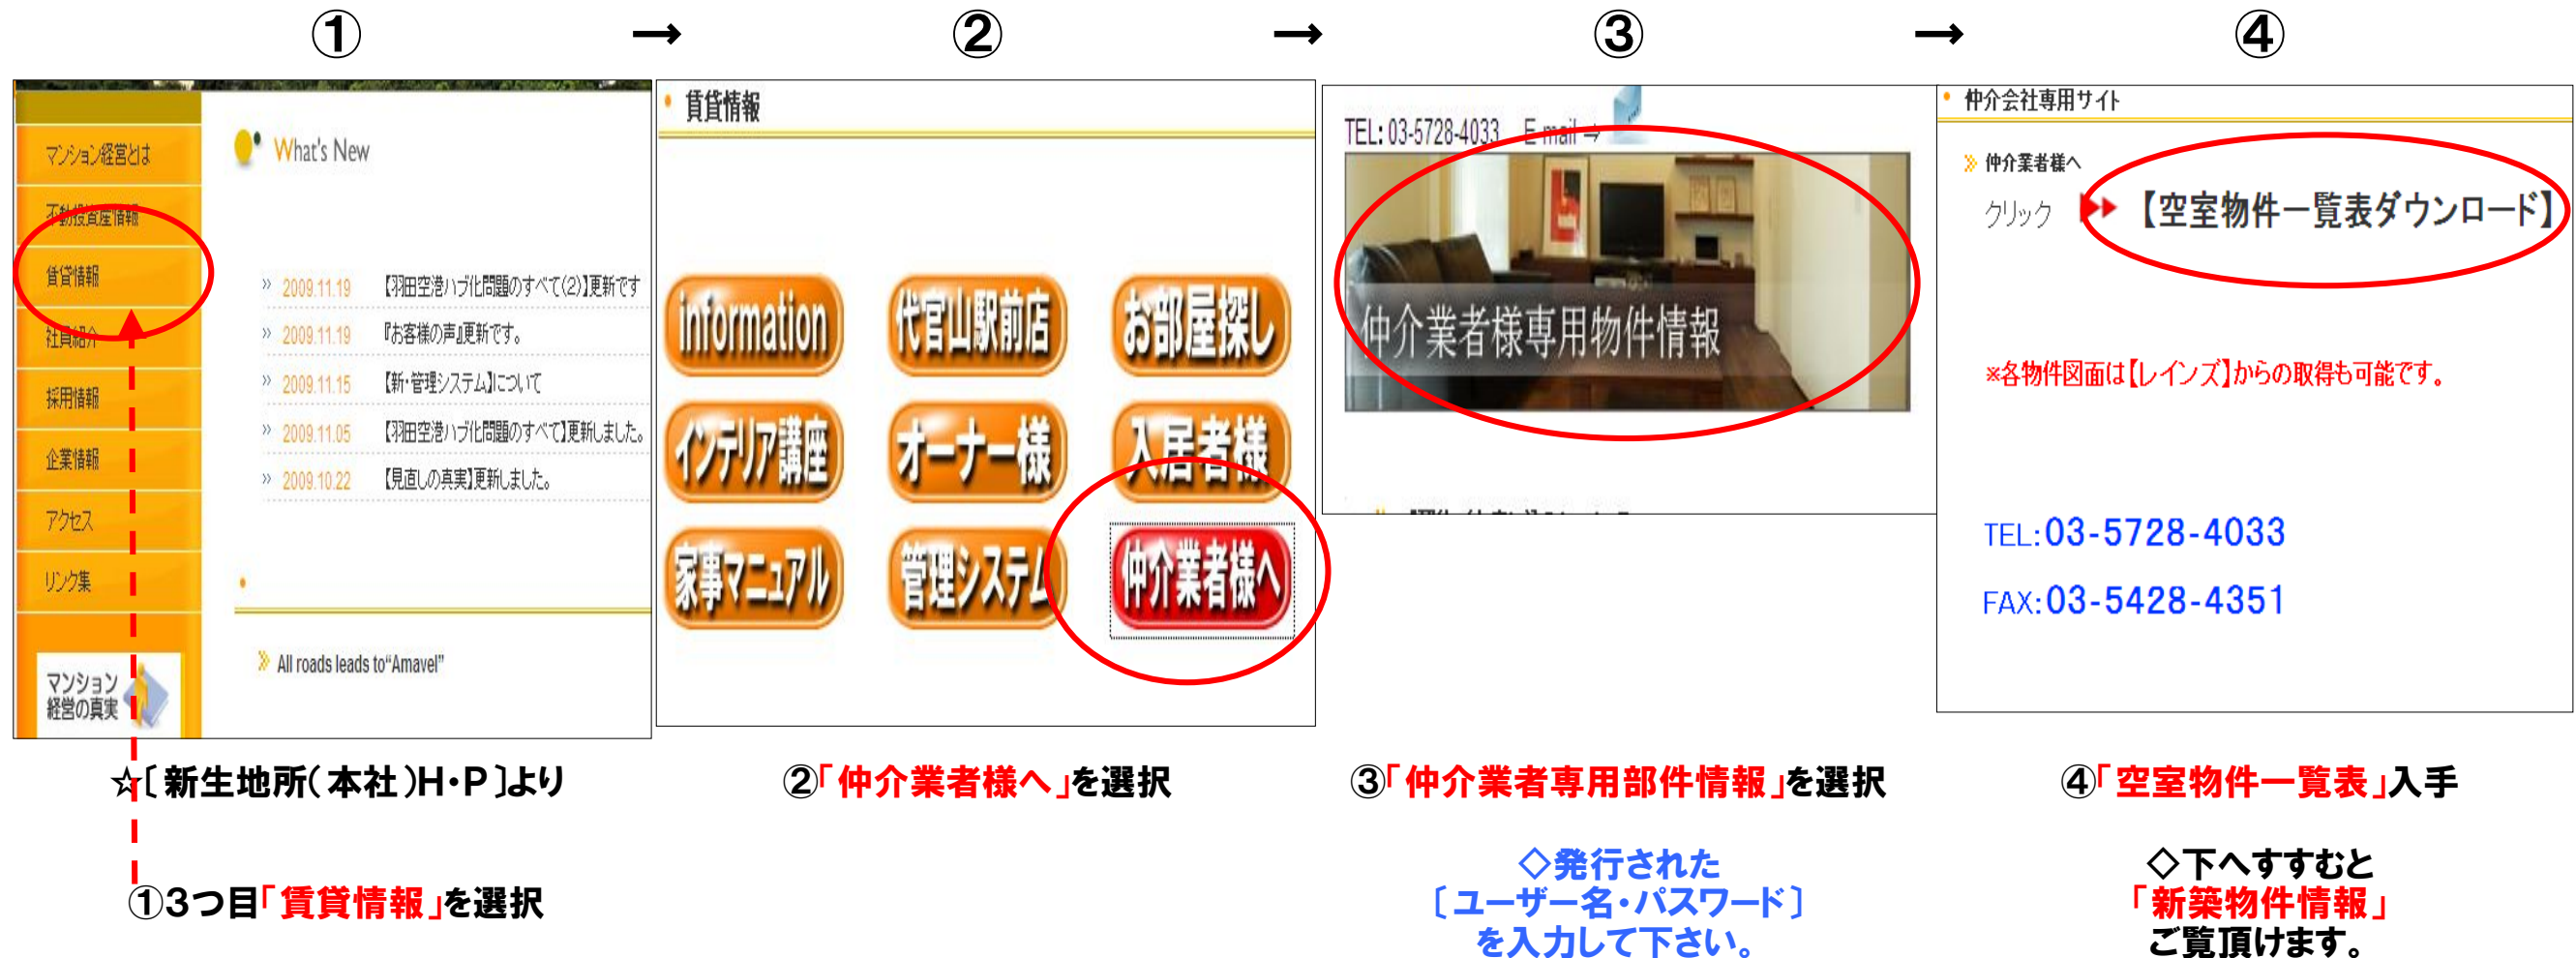 ① → ② → ③ → ④
マンション経営とは
不動投資産情報
賃貸情報
社員紹介
採用情報
企業情報
アクセス
リンク集
マンション
経営の真実
What's New
» 2009.11.19 【羽田空港ハブ化問題のすべて(2)】更新です
» 2009.11.19 『お客様の声』更新です。
» 2009.11.15 【新・管理システム】について
» 2009.11.05 【羽田空港ハブ化問題のすべて】更新しました。
» 2009.10.22 【見直しの真実】更新しました。
All roads leads to“Amavel”
☆〔新生地所(本社)H・P〕より
①3つ目「賃貸情報」を選択
賃貸情報
information 代官山駅前店 お部屋探し
インテリア講座 オーナー様 入居者様
家事マニュアル 管理システム 仲介業者様へ
②「仲介業者様へ」を選択
TEL: 03-5728-4033 E-mail ⇒
仲介業者様専用物件情報
③「仲介業者専用部件情報」を選択
◇発行された
〔ユーザー名・パスワード〕
を入力して下さい。
仲介会社専用サイト
仲介業者様へ
クリック 【空室物件一覧表ダウンロード】
※各物件図面は【レインズ】からの取得も可能です。
TEL:03-5728-4033
FAX:03-5428-4351
④「空室物件一覧表」入手
◇下へすすむと
「新築物件情報」
ご覧頂けます。